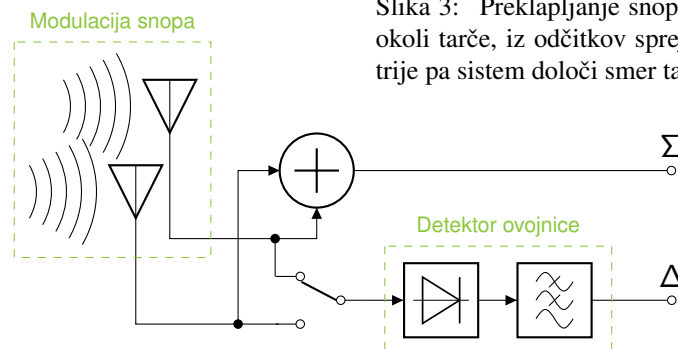 Modulacija snopa
Slika 3: Preklapljanje snop
okoli tarče, iz odčitkov sprej
trije pa sistem določi smer ta
Σ
Detektor ovojnice
Δ